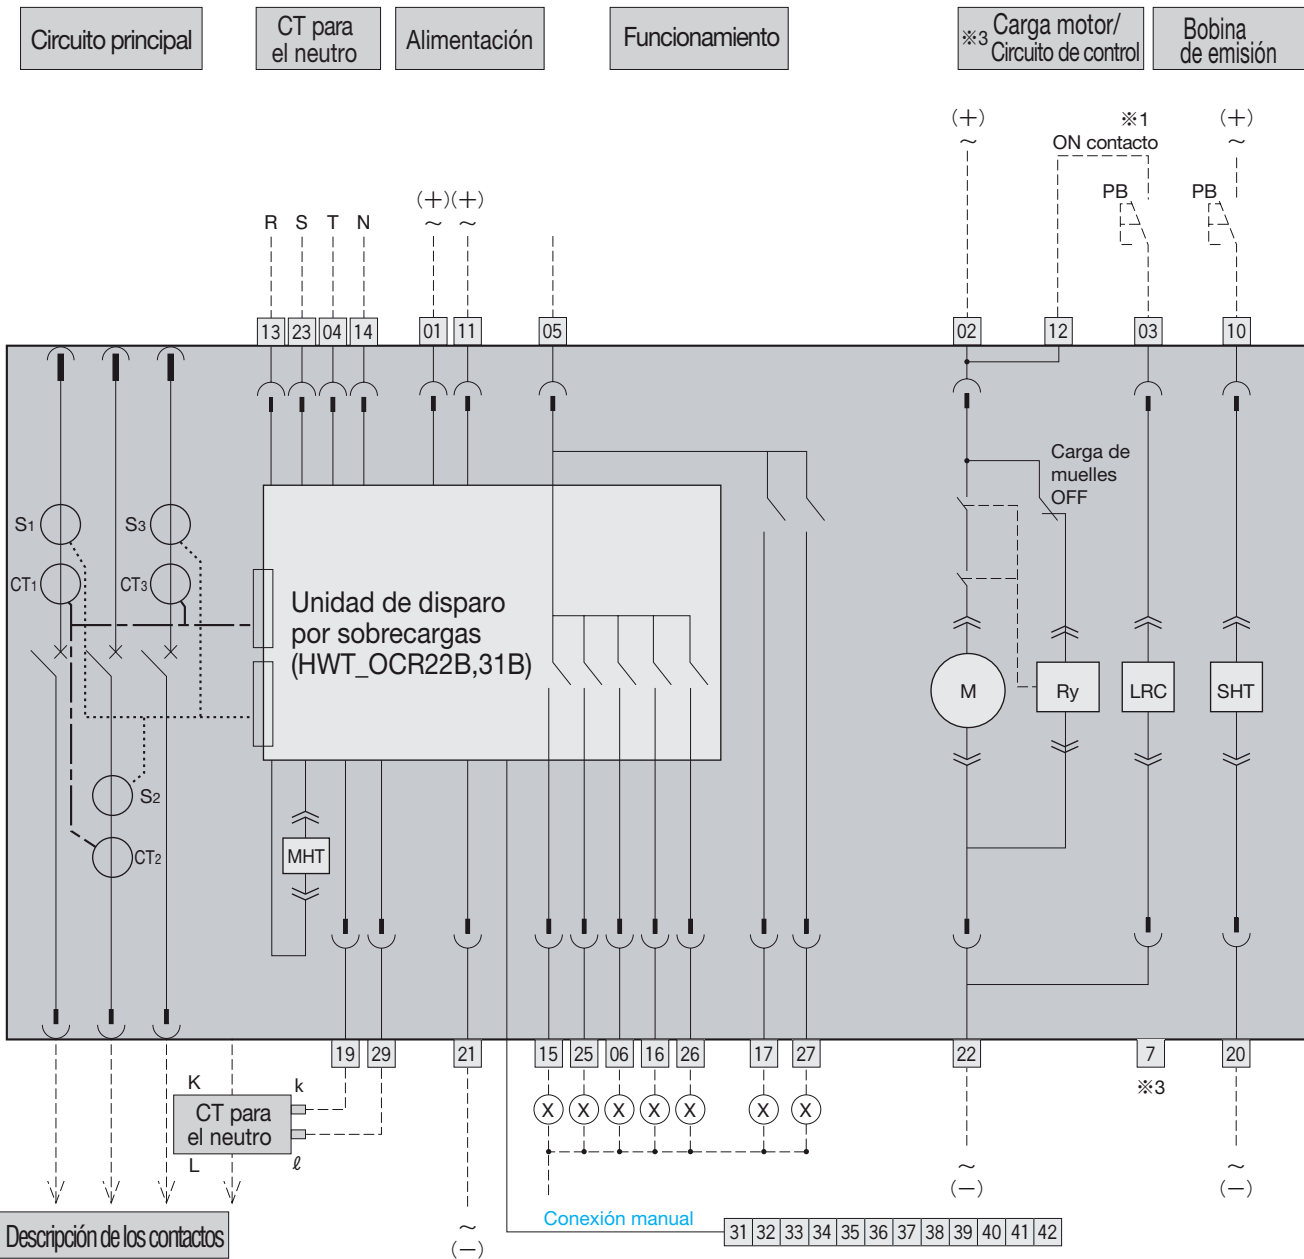 Circuito principal
CT para
el neutro
Alimentación
Funcionamiento
※3 Carga motor/
Circuito de control
Bobina
de emisión
(+)
~
※1
ON contacto
(+)
~
PB
PB
(+) (+)
~ ~
R S T N
13 23 04 14 01 11 05 02 12 03 10
Carga de
muelles
OFF
S1
S3
CT1
CT3
Unidad de disparo
por sobrecargas
(HWT_OCR22B,31B)
M
Ry
LRC
SHT
S2
CT2
MHT
19 29 21 15 25 06 16 26 17 27 22 7 20
※3
K
k
CT para
el neutro
L
ℓ
X X X X X X X
~
(−)
~
(−)
~
(−)
Conexión manual
31 32 33 34 35 36 37 38 39 40 41 42
Descripción de los contactos